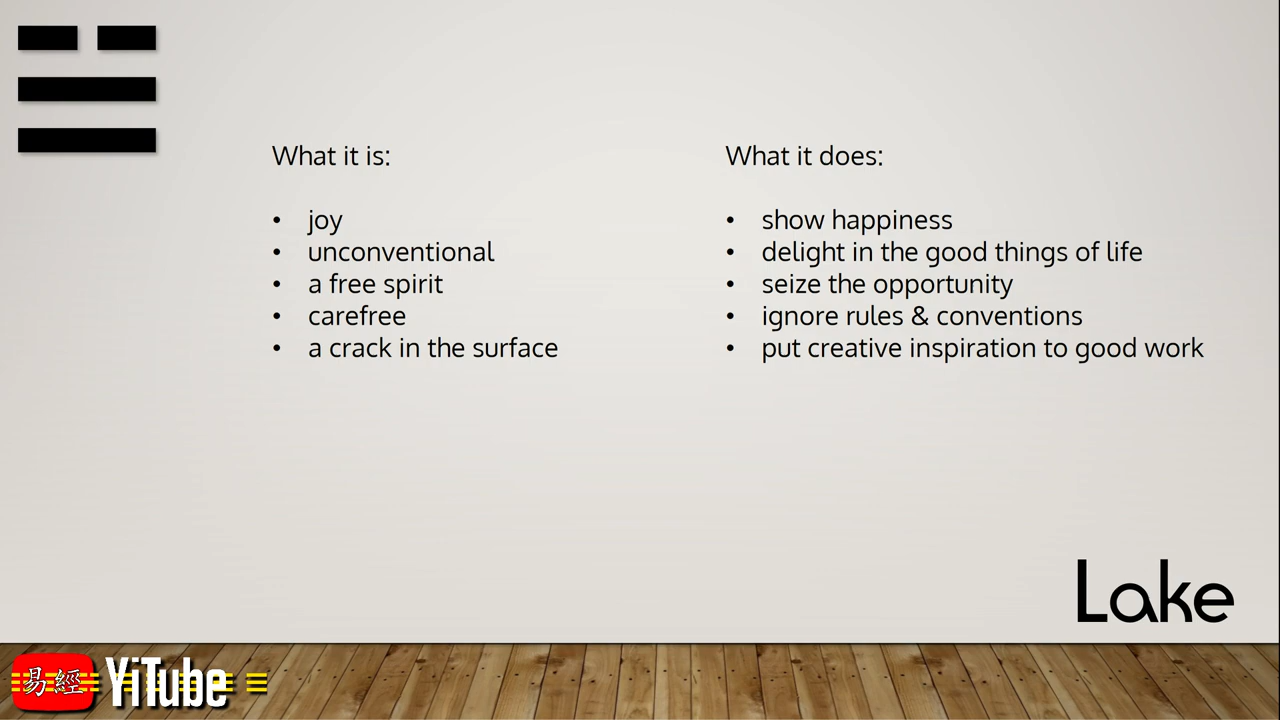 What it is:
• joy
• unconventional
• a free spirit
• carefree
• a crack in the surface
What it does:
• show happiness
• delight in the good things of life
• seize the opportunity
• ignore rules & conventions
• put creative inspiration to good work
Lake
易經 YiTube